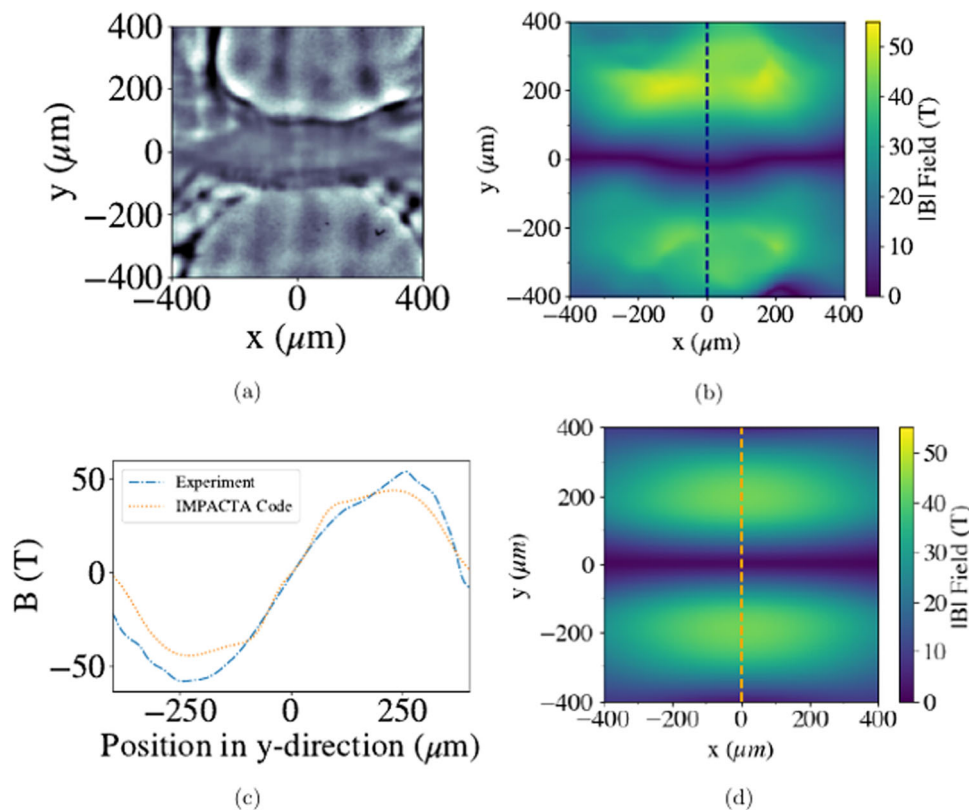 400
200
0
−200
−400
y (μm)
−400 −200 0 200 400
x (μm)
(a)
400
200
0
−200
−400
y (μm)
−400 −200 0 200 400
x (μm)
50
40
30
20
10
0
|B| Field (T)
(b)
50
0
−50
B (T)
Experiment
IMPACTA Code
−250 0 250
Position in y-direction (μm)
(c)
400
200
0
−200
−400
y (μm)
−400 −200 0 200 400
x (μm)
50
40
30
20
10
0
|B| Field (T)
(d)